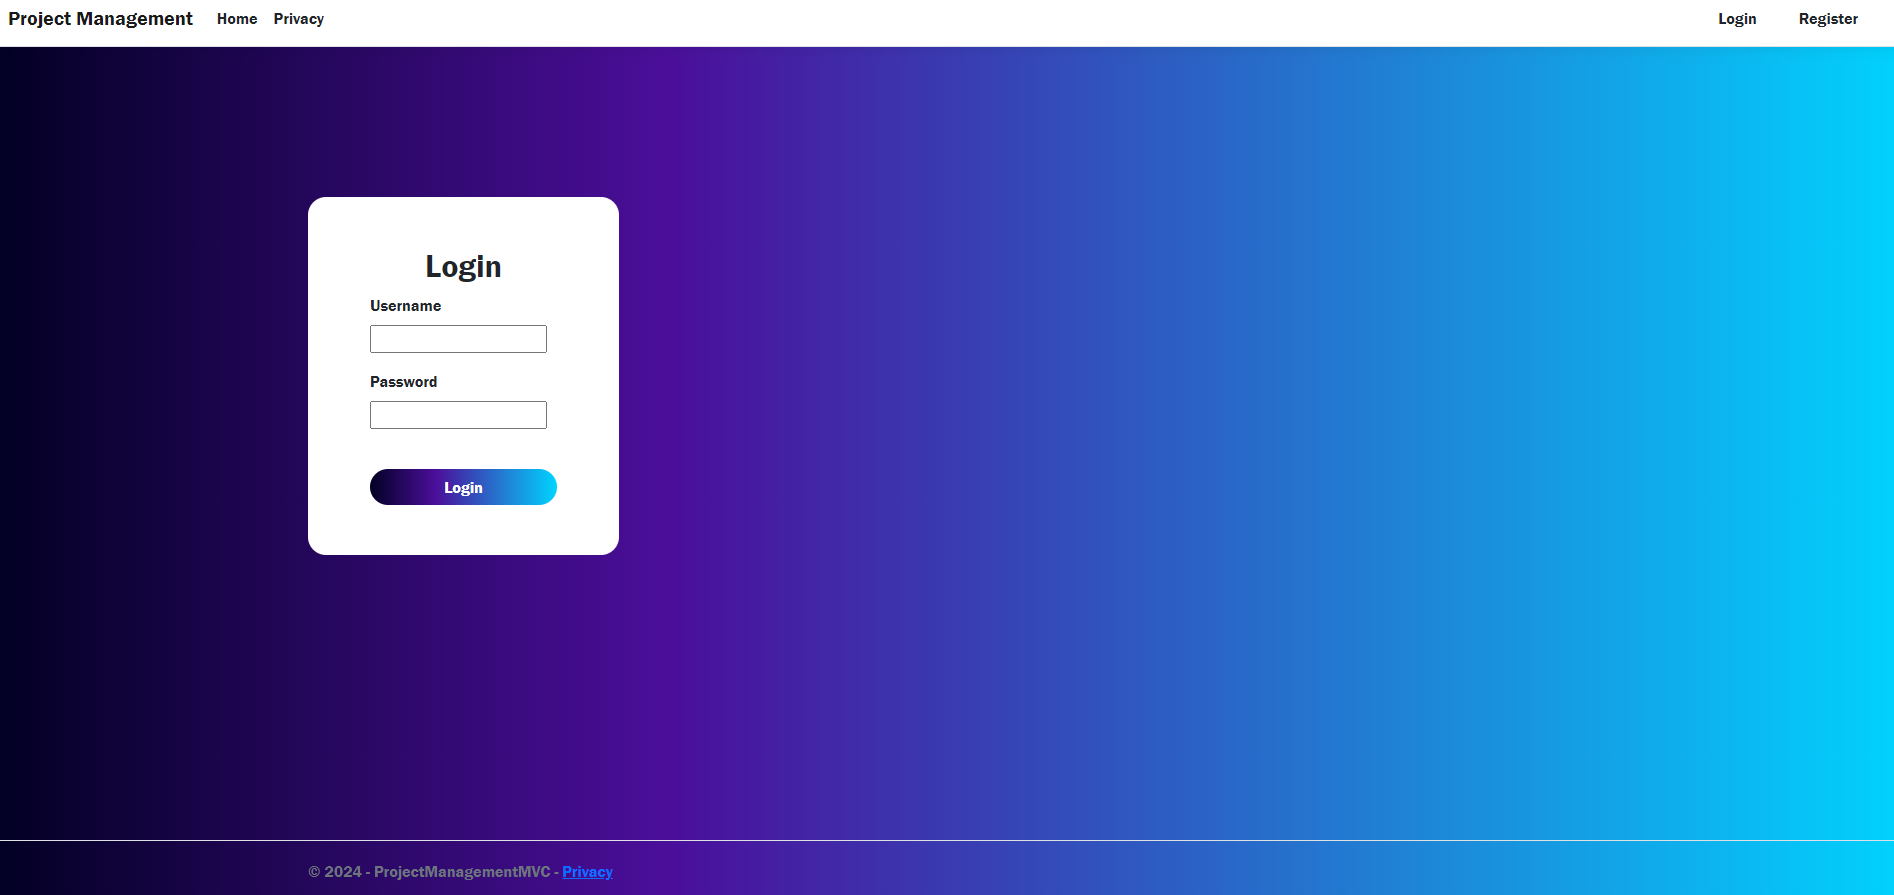 Project Management Home Privacy Login Register
Login
Username
Password
Login
© 2024 - ProjectManagementMVC - Privacy